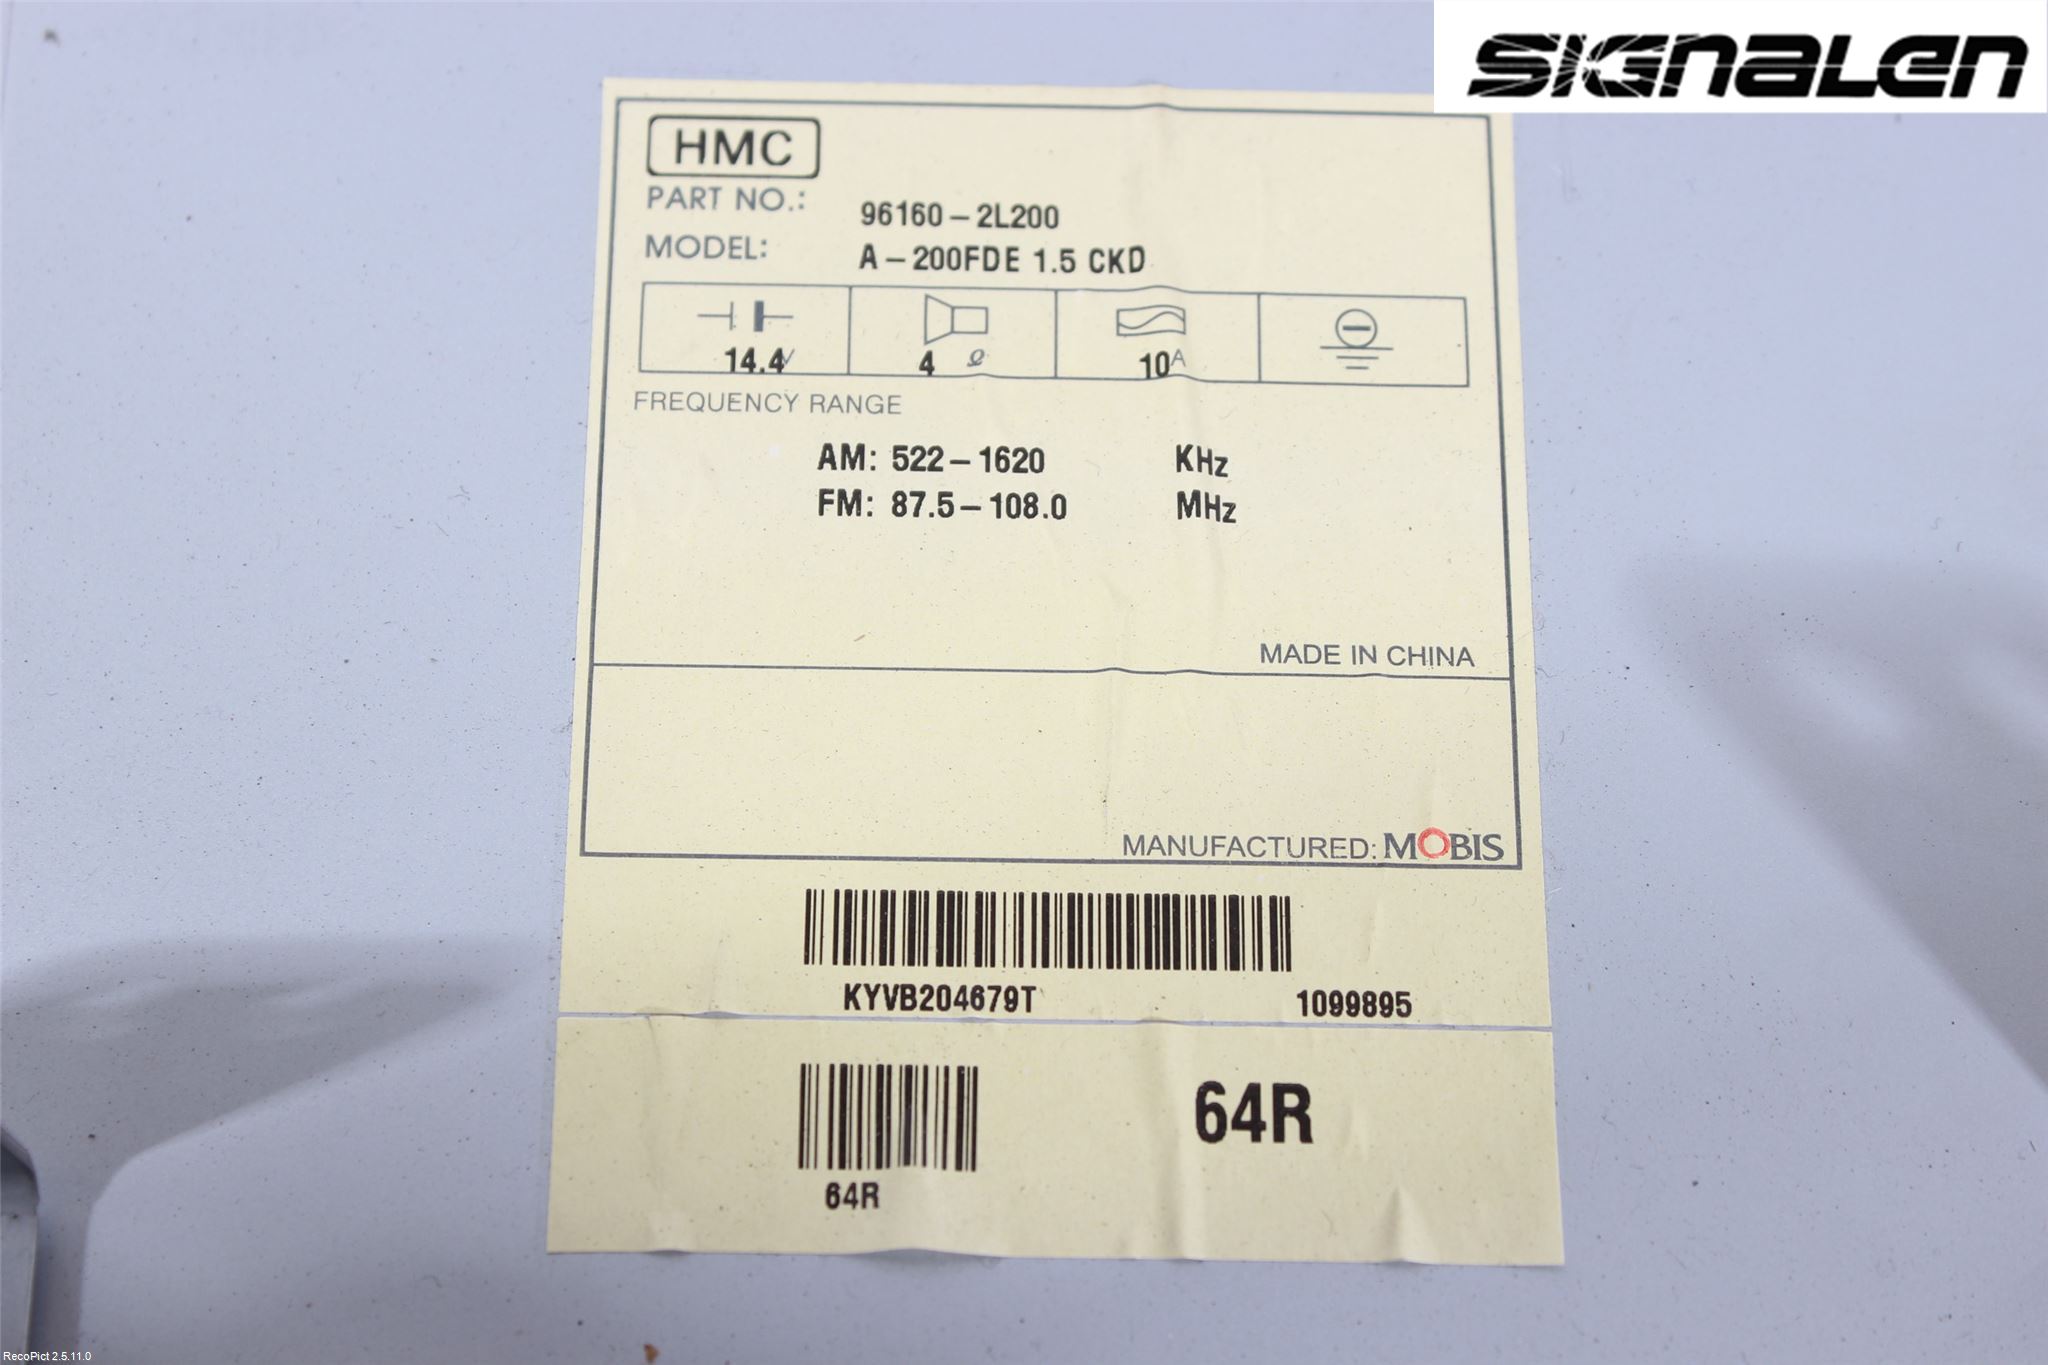 SIGNALEN
HMC
PART NO.: 96160-2L200
MODEL: A-200FDE 1.5 CKD
14.4V 4 Ω 10A
FREQUENCY RANGE
AM: 522-1620 KHz
FM: 87.5-108.0 MHz
MADE IN CHINA
MANUFACTURED: MOBIS
KYVB204679T 1099895
64R
64R
RecoPict 2.5.11.0